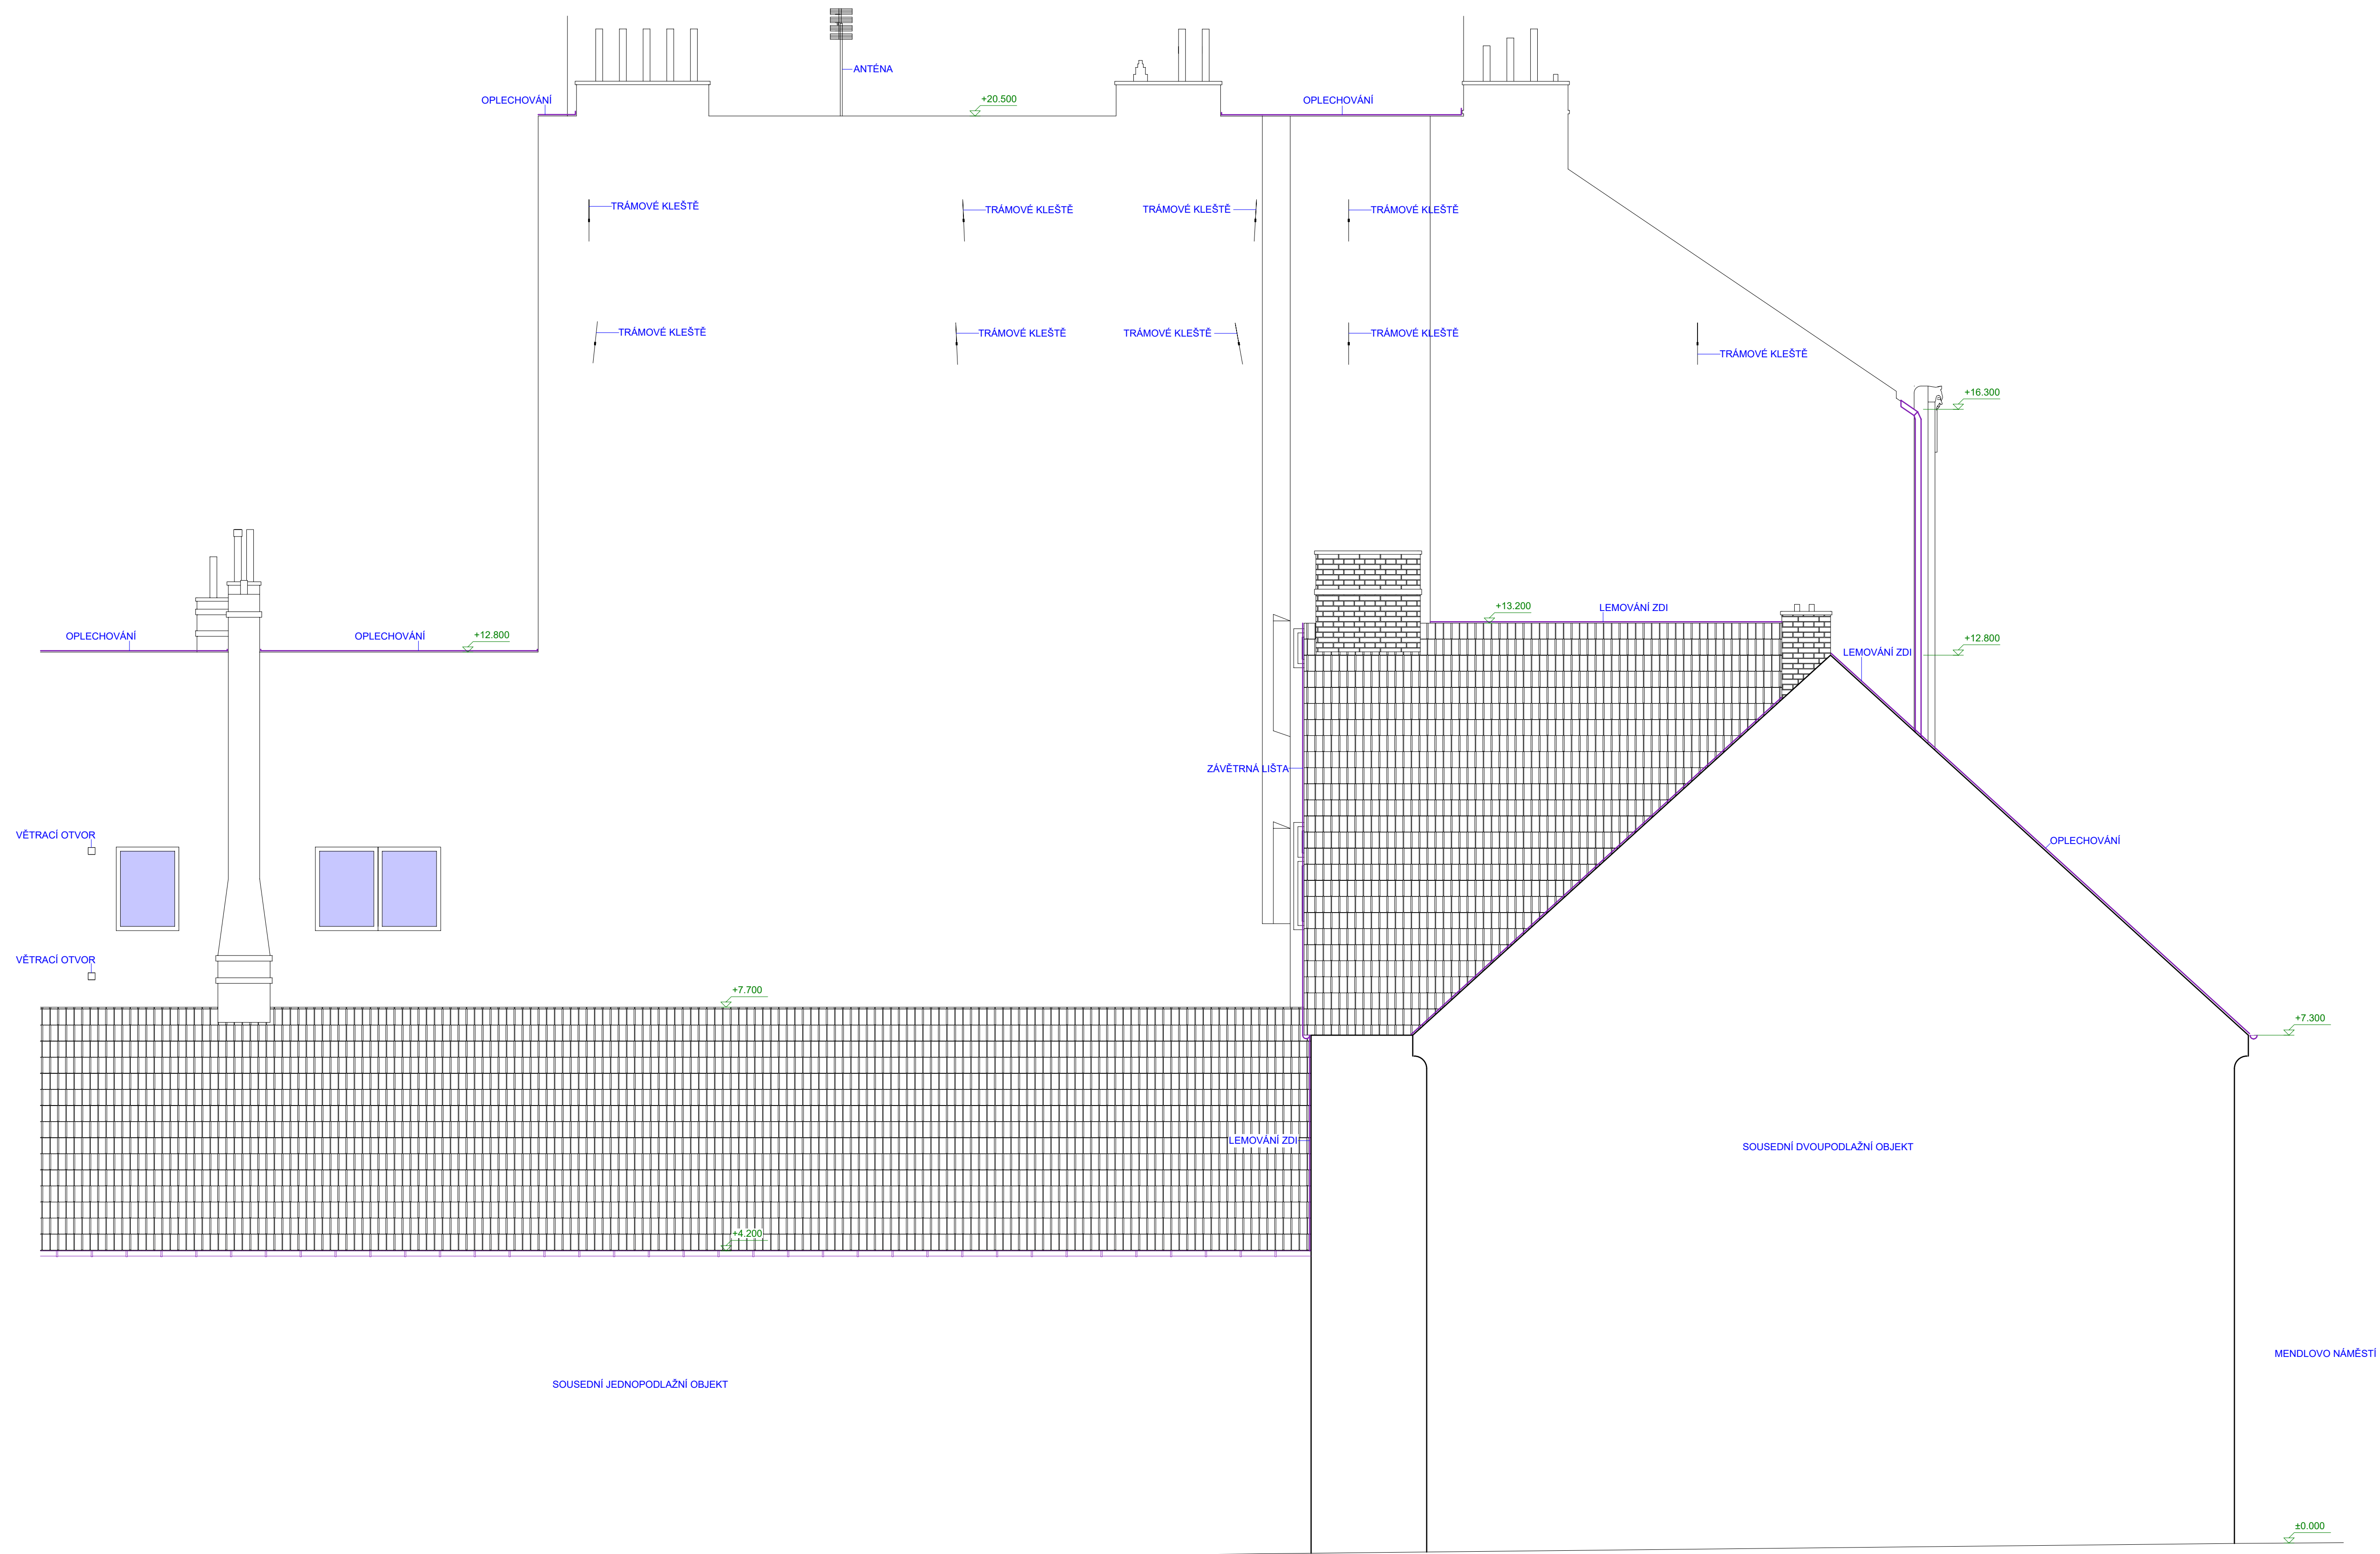 ANTÉNA
OPLECHOVÁNÍ
+20.500
OPLECHOVÁNÍ
TRÁMOVÉ KLEŠTĚ
TRÁMOVÉ KLEŠTĚ
TRÁMOVÉ KLEŠTĚ
TRÁMOVÉ KLEŠTĚ
TRÁMOVÉ KLEŠTĚ
TRÁMOVÉ KLEŠTĚ
TRÁMOVÉ KLEŠTĚ
TRÁMOVÉ KLEŠTĚ
TRÁMOVÉ KLEŠTĚ
+16.300
+13.200
LEMOVÁNÍ ZDI
OPLECHOVÁNÍ
OPLECHOVÁNÍ
+12.800
+12.800
LEMOVÁNÍ ZDI
ZÁVĚTRNÁ LIŠTA
VĚTRACÍ OTVOR
OPLECHOVÁNÍ
VĚTRACÍ OTVOR
+7.700
+7.300
LEMOVÁNÍ ZDI
SOUSEDNÍ DVOUPODLAŽNÍ OBJEKT
+4.200
MENDLOVO NÁMĚSTÍ
SOUSEDNÍ JEDNOPODLAŽNÍ OBJEKT
±0.000